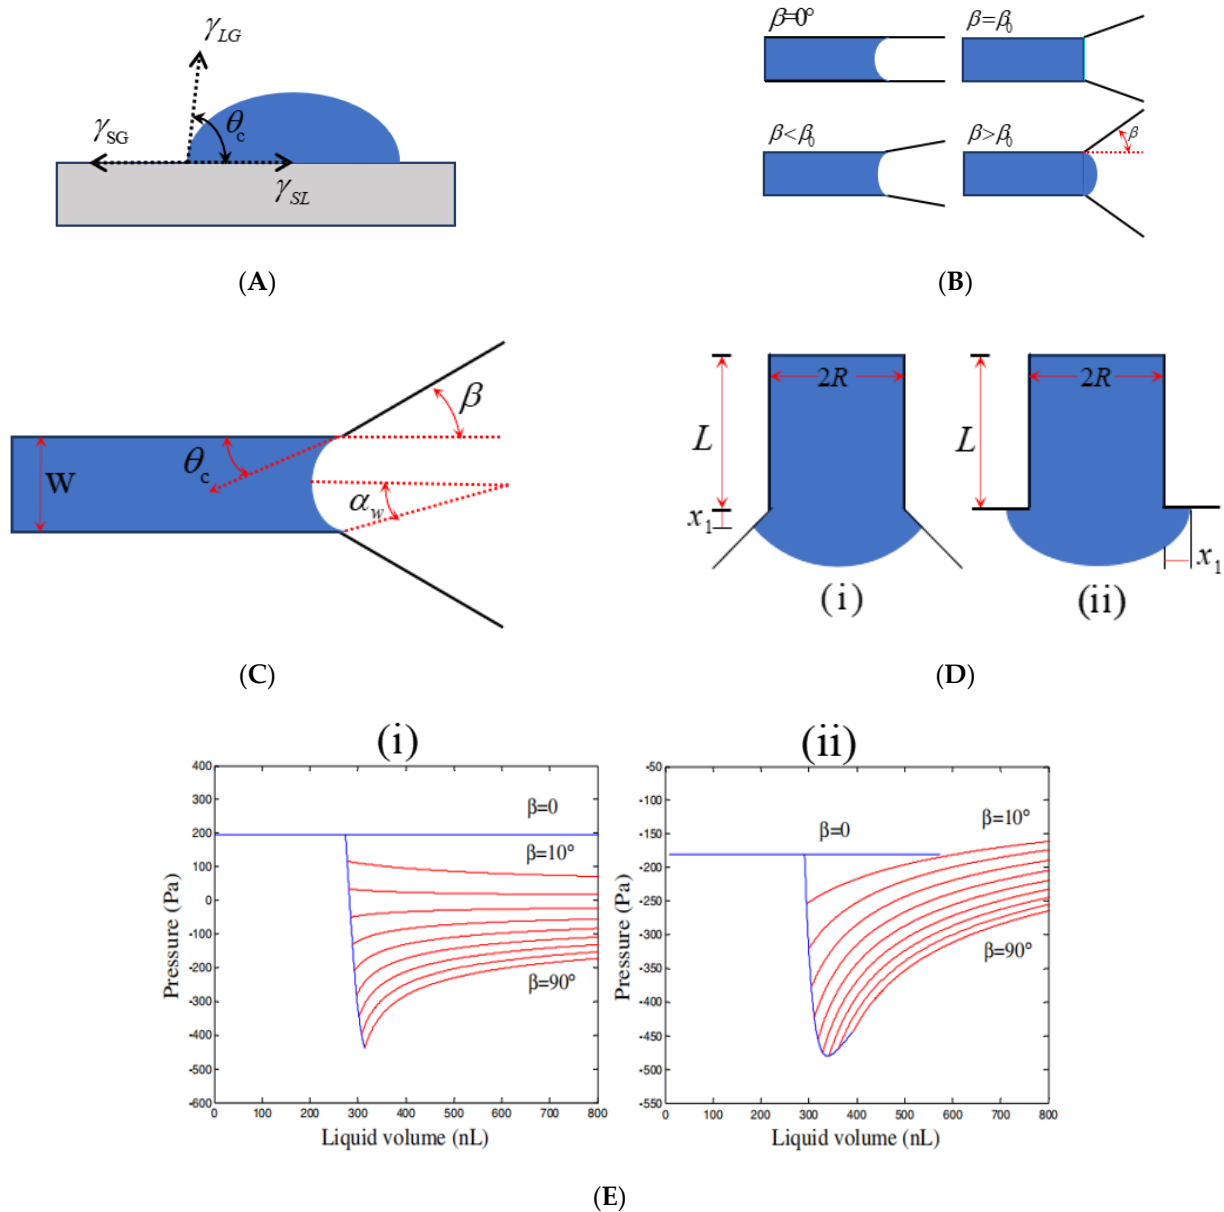 γLG
θc
γSG
γSL
(A)
β=0°
β=β0
β<β0
β>β0
β
(B)
W
θc
αw
β
(C)
L
2R
x1
(i)
L
2R
x1
(ii)
(D)
(i)
400
300
200
100
0
-100
-200
-300
-400
-500
-600
Pressure (Pa)
β=0
β=10°
β=90°
0 100 200 300 400 500 600 700 800
Liquid volume (nL)
(ii)
-50
-100
-150
-200
-250
-300
-350
-400
-450
-500
-550
Pressure (Pa)
β=0
β=10°
β=90°
0 100 200 300 400 500 600 700 800
Liquid volume (nL)
(E)